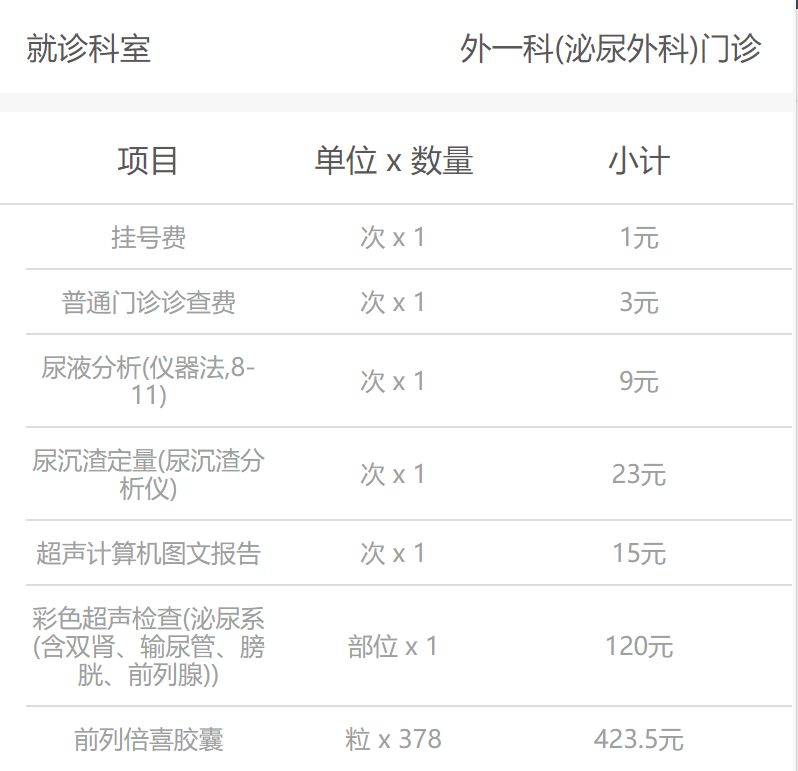 就诊科室 外一科(泌尿外科)门诊
项目 单位 x 数量 小计
挂号费 次 x 1 1元
普通门诊诊查费 次 x 1 3元
尿液分析(仪器法,8-
11) 次 x 1 9元
尿沉渣定量(尿沉渣分
析仪) 次 x 1 23元
超声计算机图文报告 次 x 1 15元
彩色超声检查(泌尿系
(含双肾、输尿管、膀
胱、前列腺)) 部位 x 1 120元
前列倍喜胶囊 粒 x 378 423.5元